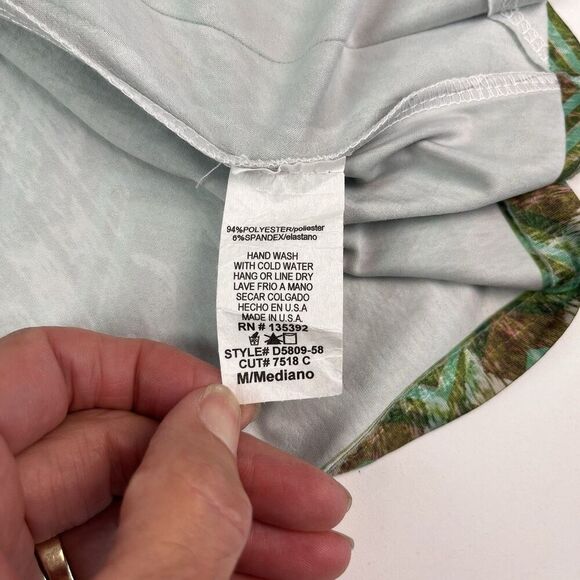 94%POLYESTER/poliester
6%SPANDEX/elastano
HAND WASH
WITH COLD WATER
HANG OR LINE DRY
LAVE FRIO A MANO
SECAR COLGADO
HECHO EN U.S.A
MADE IN U.S.A.
RN # 135392
STYLE# D5809-58
CUT# 7518 C
M/Mediano